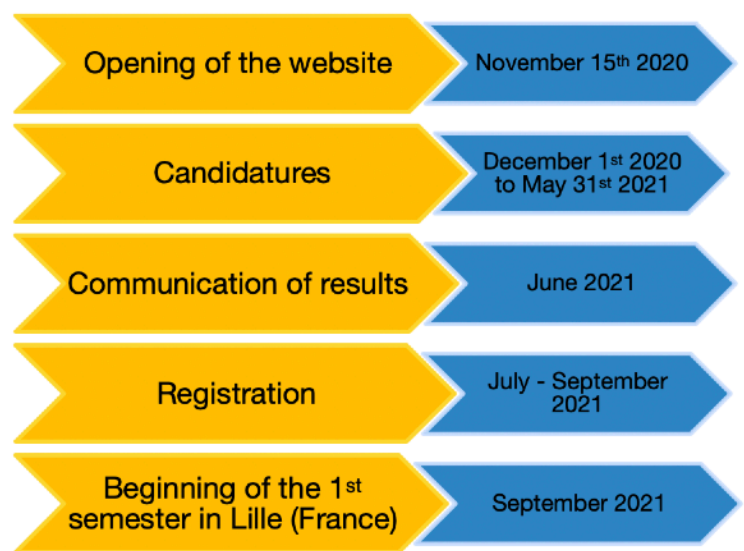 Opening of the website
November 15th 2020
Candidatures
December 1st 2020
to May 31st 2021
Communication of results
June 2021
Registration
July - September
2021
Beginning of the 1st
semester in Lille (France)
September 2021